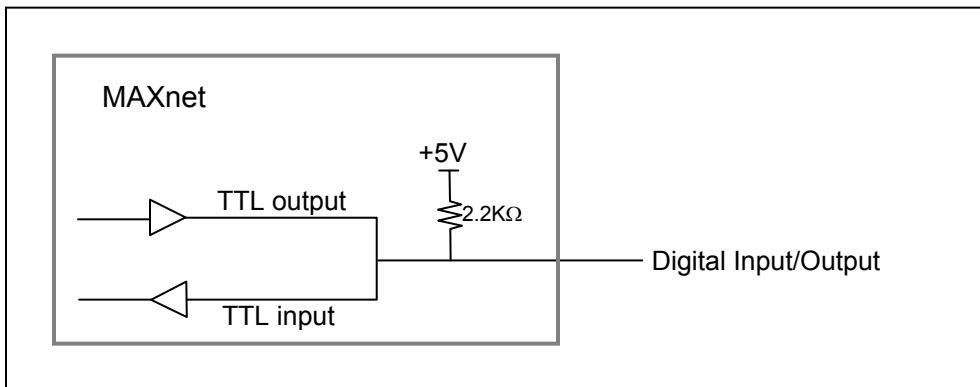 MAXnet
+5V
TTL output
2.2KΩ
Digital Input/Output
TTL input